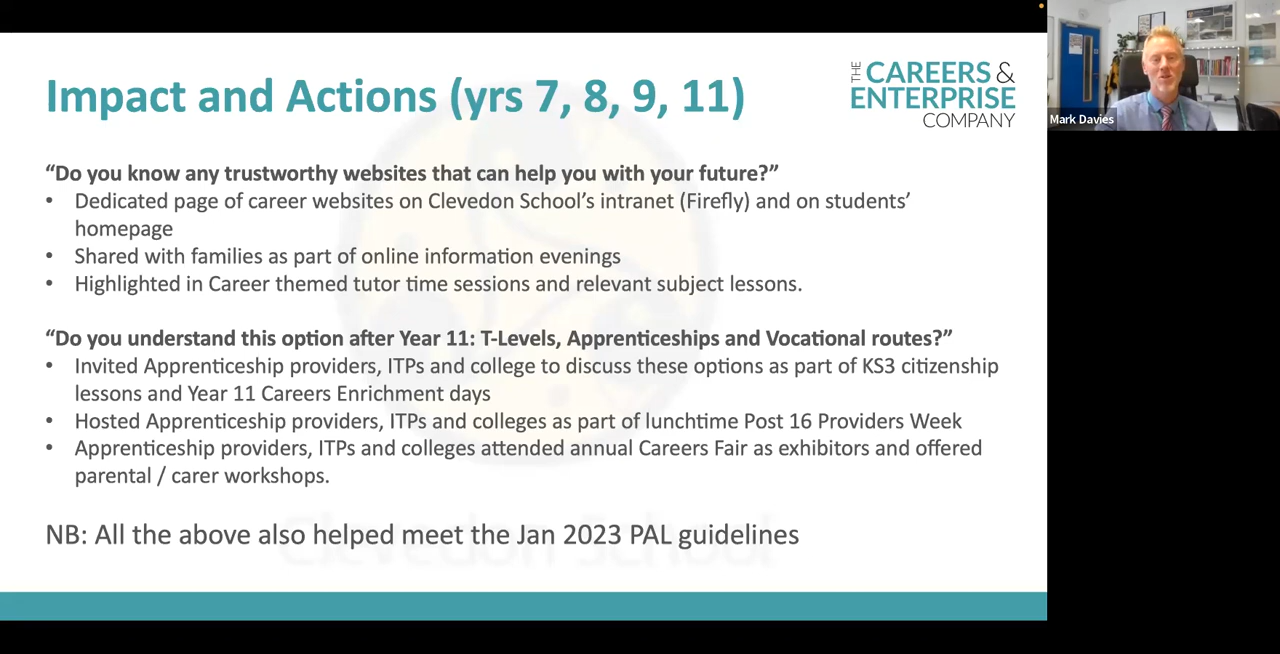 Impact and Actions (yrs 7, 8, 9, 11)
THE CAREERS &
ENTERPRISE
COMPANY
Mark Davies
“Do you know any trustworthy websites that can help you with your future?”
• Dedicated page of career websites on Clevedon School’s intranet (Firefly) and on students’
homepage
• Shared with families as part of online information evenings
• Highlighted in Career themed tutor time sessions and relevant subject lessons.
“Do you understand this option after Year 11: T-Levels, Apprenticeships and Vocational routes?”
• Invited Apprenticeship providers, ITPs and college to discuss these options as part of KS3 citizenship
lessons and Year 11 Careers Enrichment days
• Hosted Apprenticeship providers, ITPs and colleges as part of lunchtime Post 16 Providers Week
• Apprenticeship providers, ITPs and colleges attended annual Careers Fair as exhibitors and offered
parental / carer workshops.
NB: All the above also helped meet the Jan 2023 PAL guidelines
Clevedon School